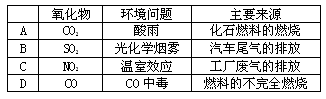 氧化物 环境问题 主要来源
A CO₂ 酸雨 化石燃料的燃烧
B SO₂ 光化学烟雾 汽车尾气的排放
C NO₂ 温室效应 工厂废气的排放
D CO CO中毒 燃料的不完全燃烧